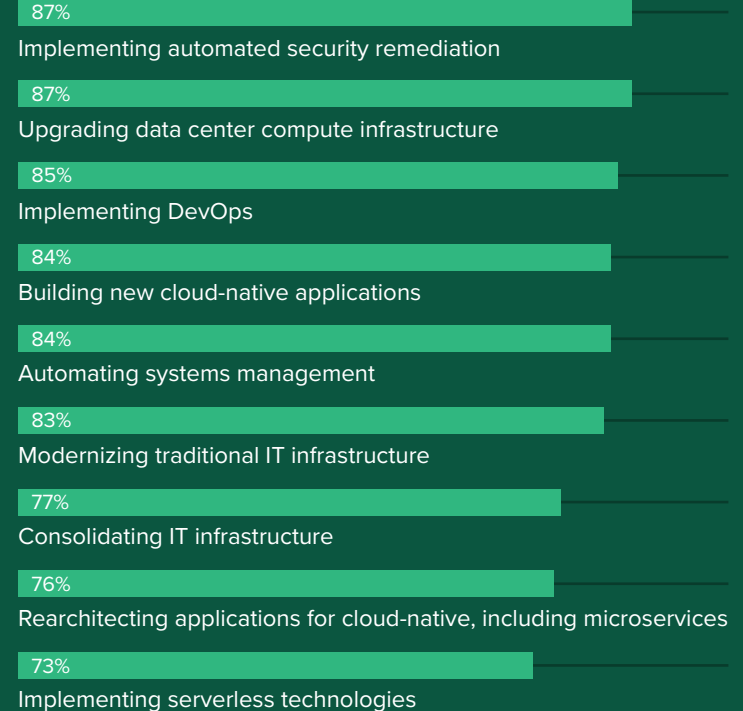 87%
Implementing automated security remediation
87%
Upgrading data center compute infrastructure
85%
Implementing DevOps
84%
Building new cloud-native applications
84%
Automating systems management
83%
Modernizing traditional IT infrastructure
77%
Consolidating IT infrastructure
76%
Rearchitecting applications for cloud-native, including microservices
73%
Implementing serverless technologies